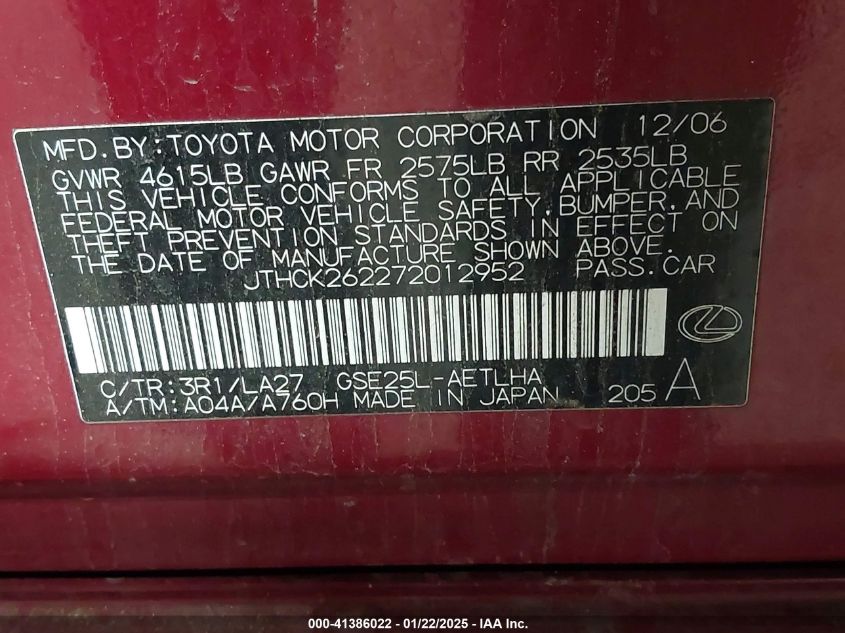 MFD. BY: TOYOTA MOTOR CORPORATION 12/06
GVWR 4615LB GAWR FR 2575LB RR 2535LB
THIS VEHICLE CONFORMS TO ALL APPLICABLE
FEDERAL MOTOR VEHICLE SAFETY, BUMPER, AND
THEFT PREVENTION STANDARDS IN EFFECT ON
THE DATE OF MANUFACTURE SHOWN ABOVE.
JTHCK262272012952 PASS. CAR
C/TR: 3R1/LA27 GSE25L-AETLHA
A/TM: A04A/A760H MADE IN JAPAN 205 A
000-41386022 - 01/22/2025 - IAA Inc.